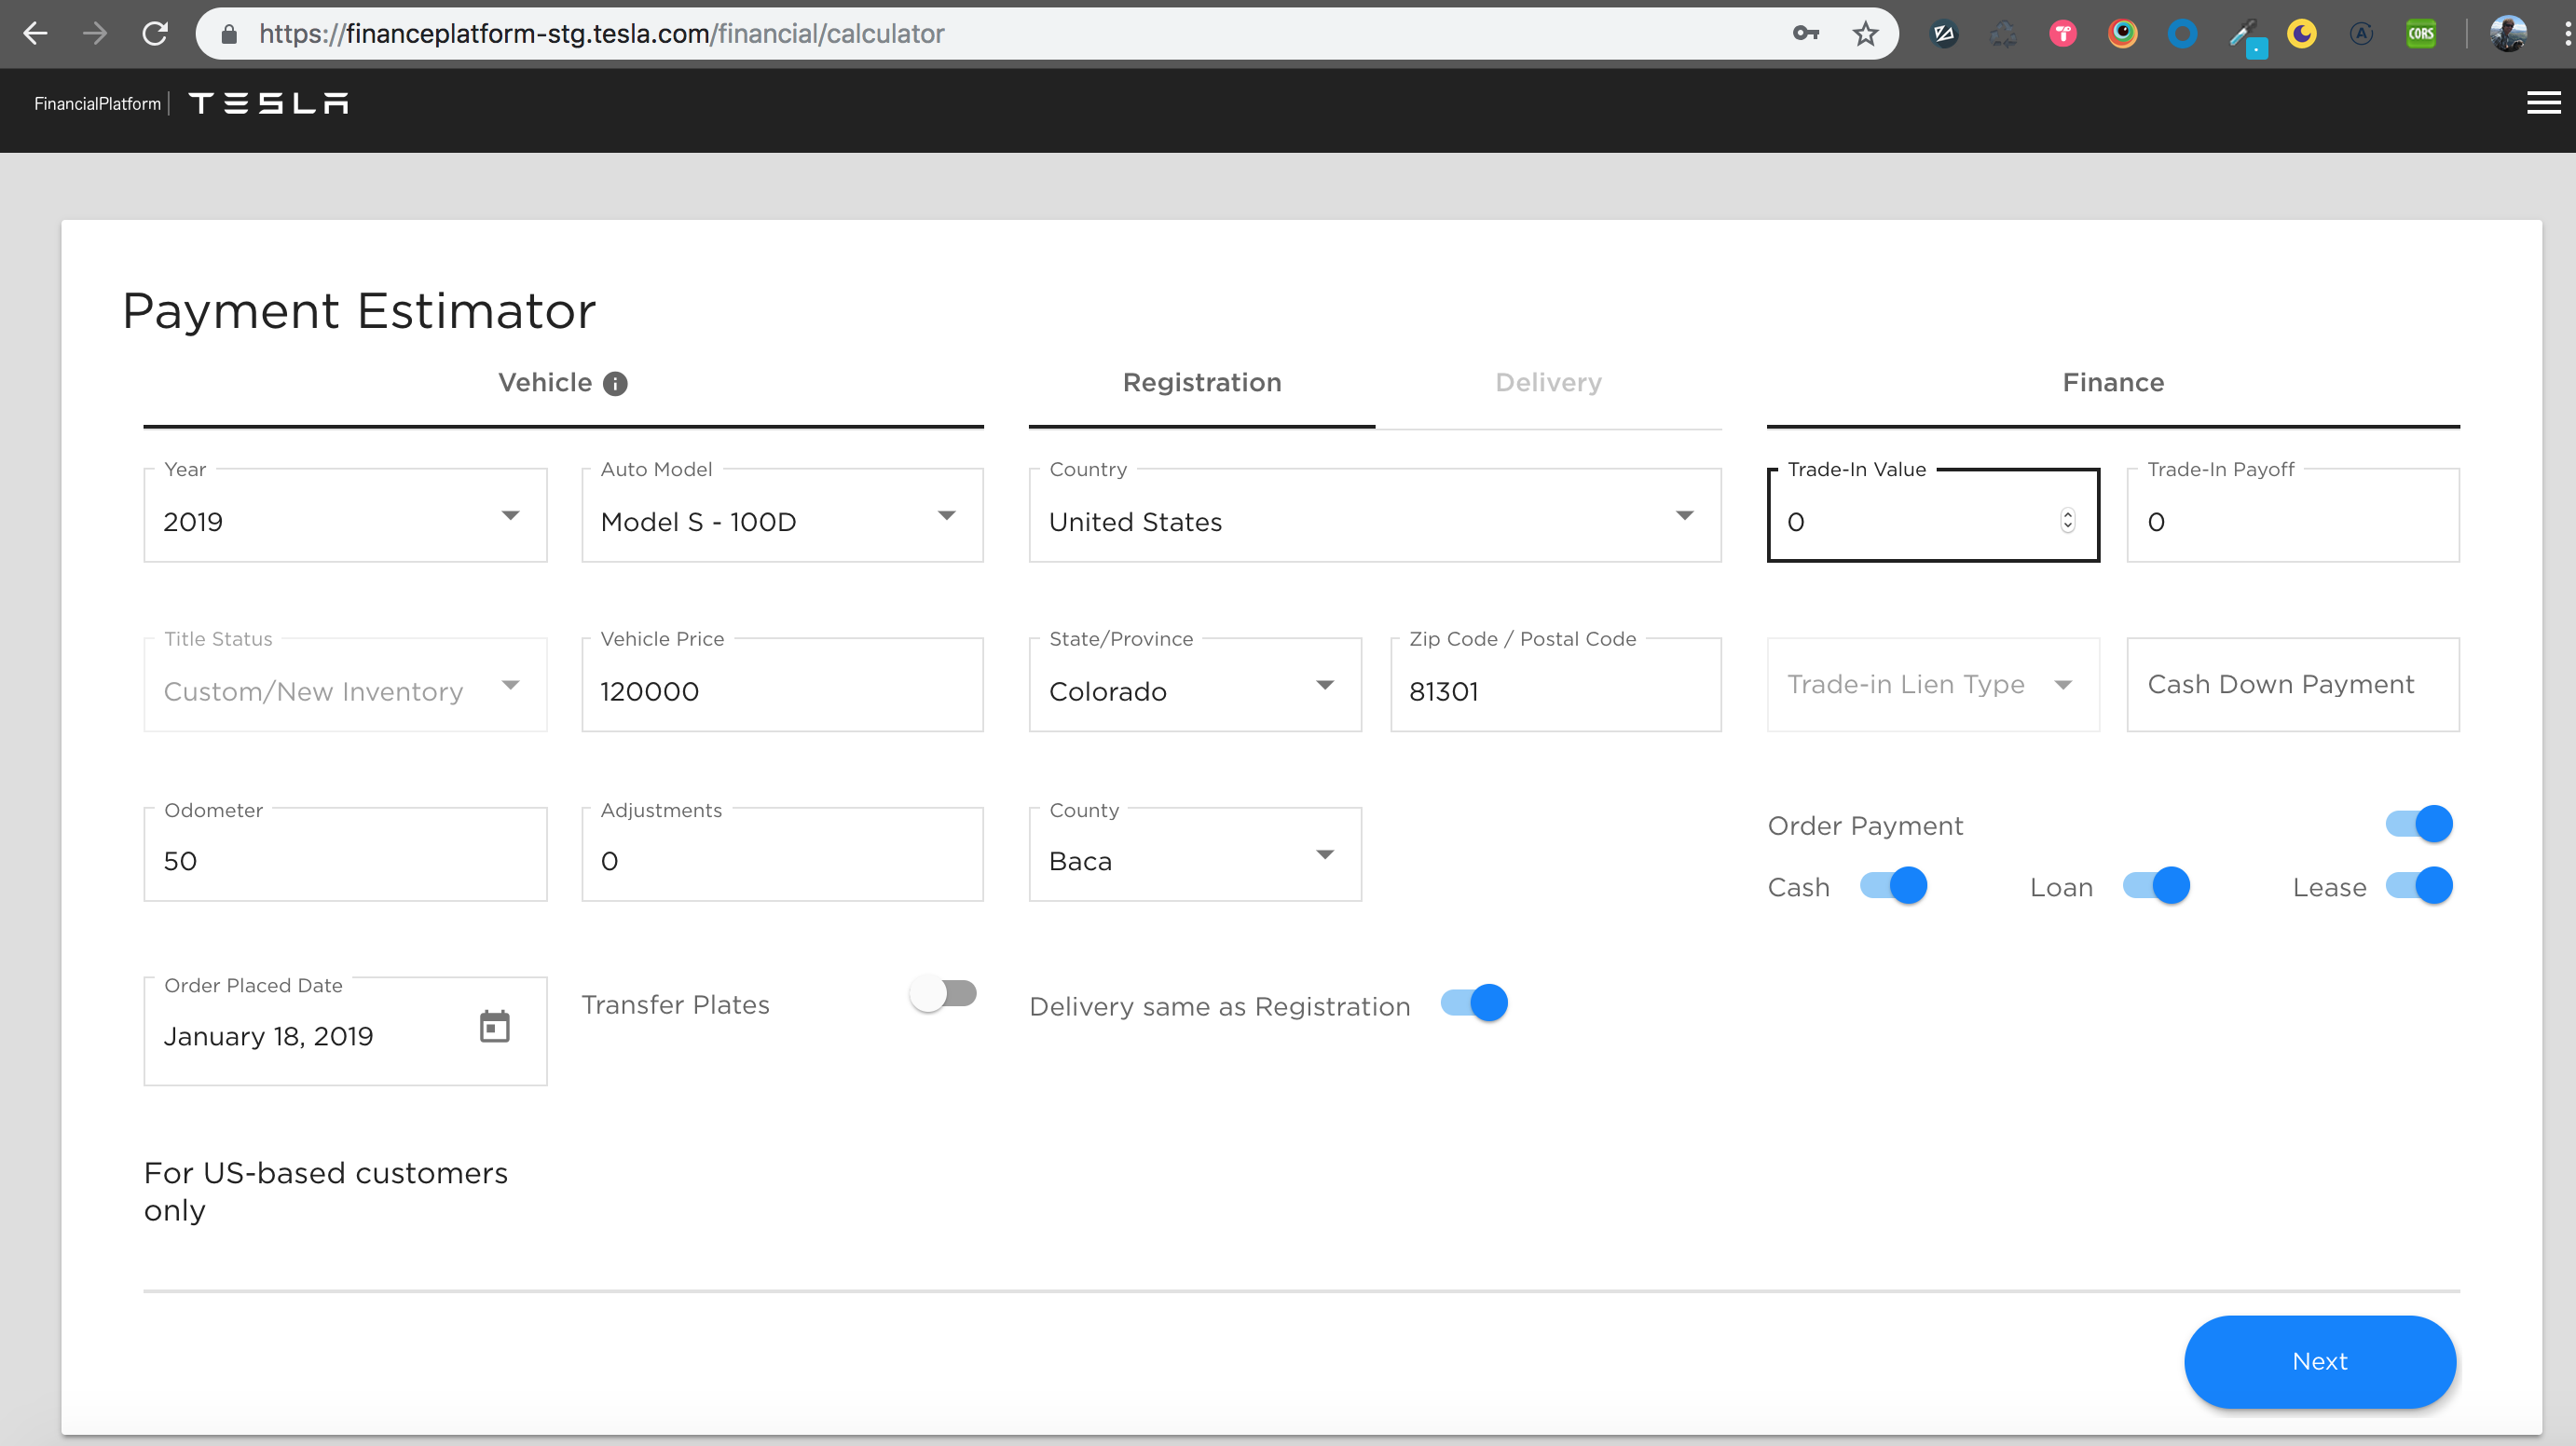 https://financeplatform-stg.tesla.com/financial/calculator
CORS
FinancialPlatform TESLA
Payment Estimator
Vehicle
Registration
Delivery
Finance
Year
2019
Auto Model
Model S - 100D
Country
United States
Trade-In Value
0
Trade-In Payoff
0
Title Status
Custom/New Inventory
Vehicle Price
120000
State/Province
Colorado
Zip Code / Postal Code
81301
Trade-in Lien Type
Cash Down Payment
Odometer
50
Adjustments
0
County
Baca
Order Payment
Cash
Loan
Lease
Order Placed Date
January 18, 2019
Transfer Plates
Delivery same as Registration
For US-based customers
only
Next